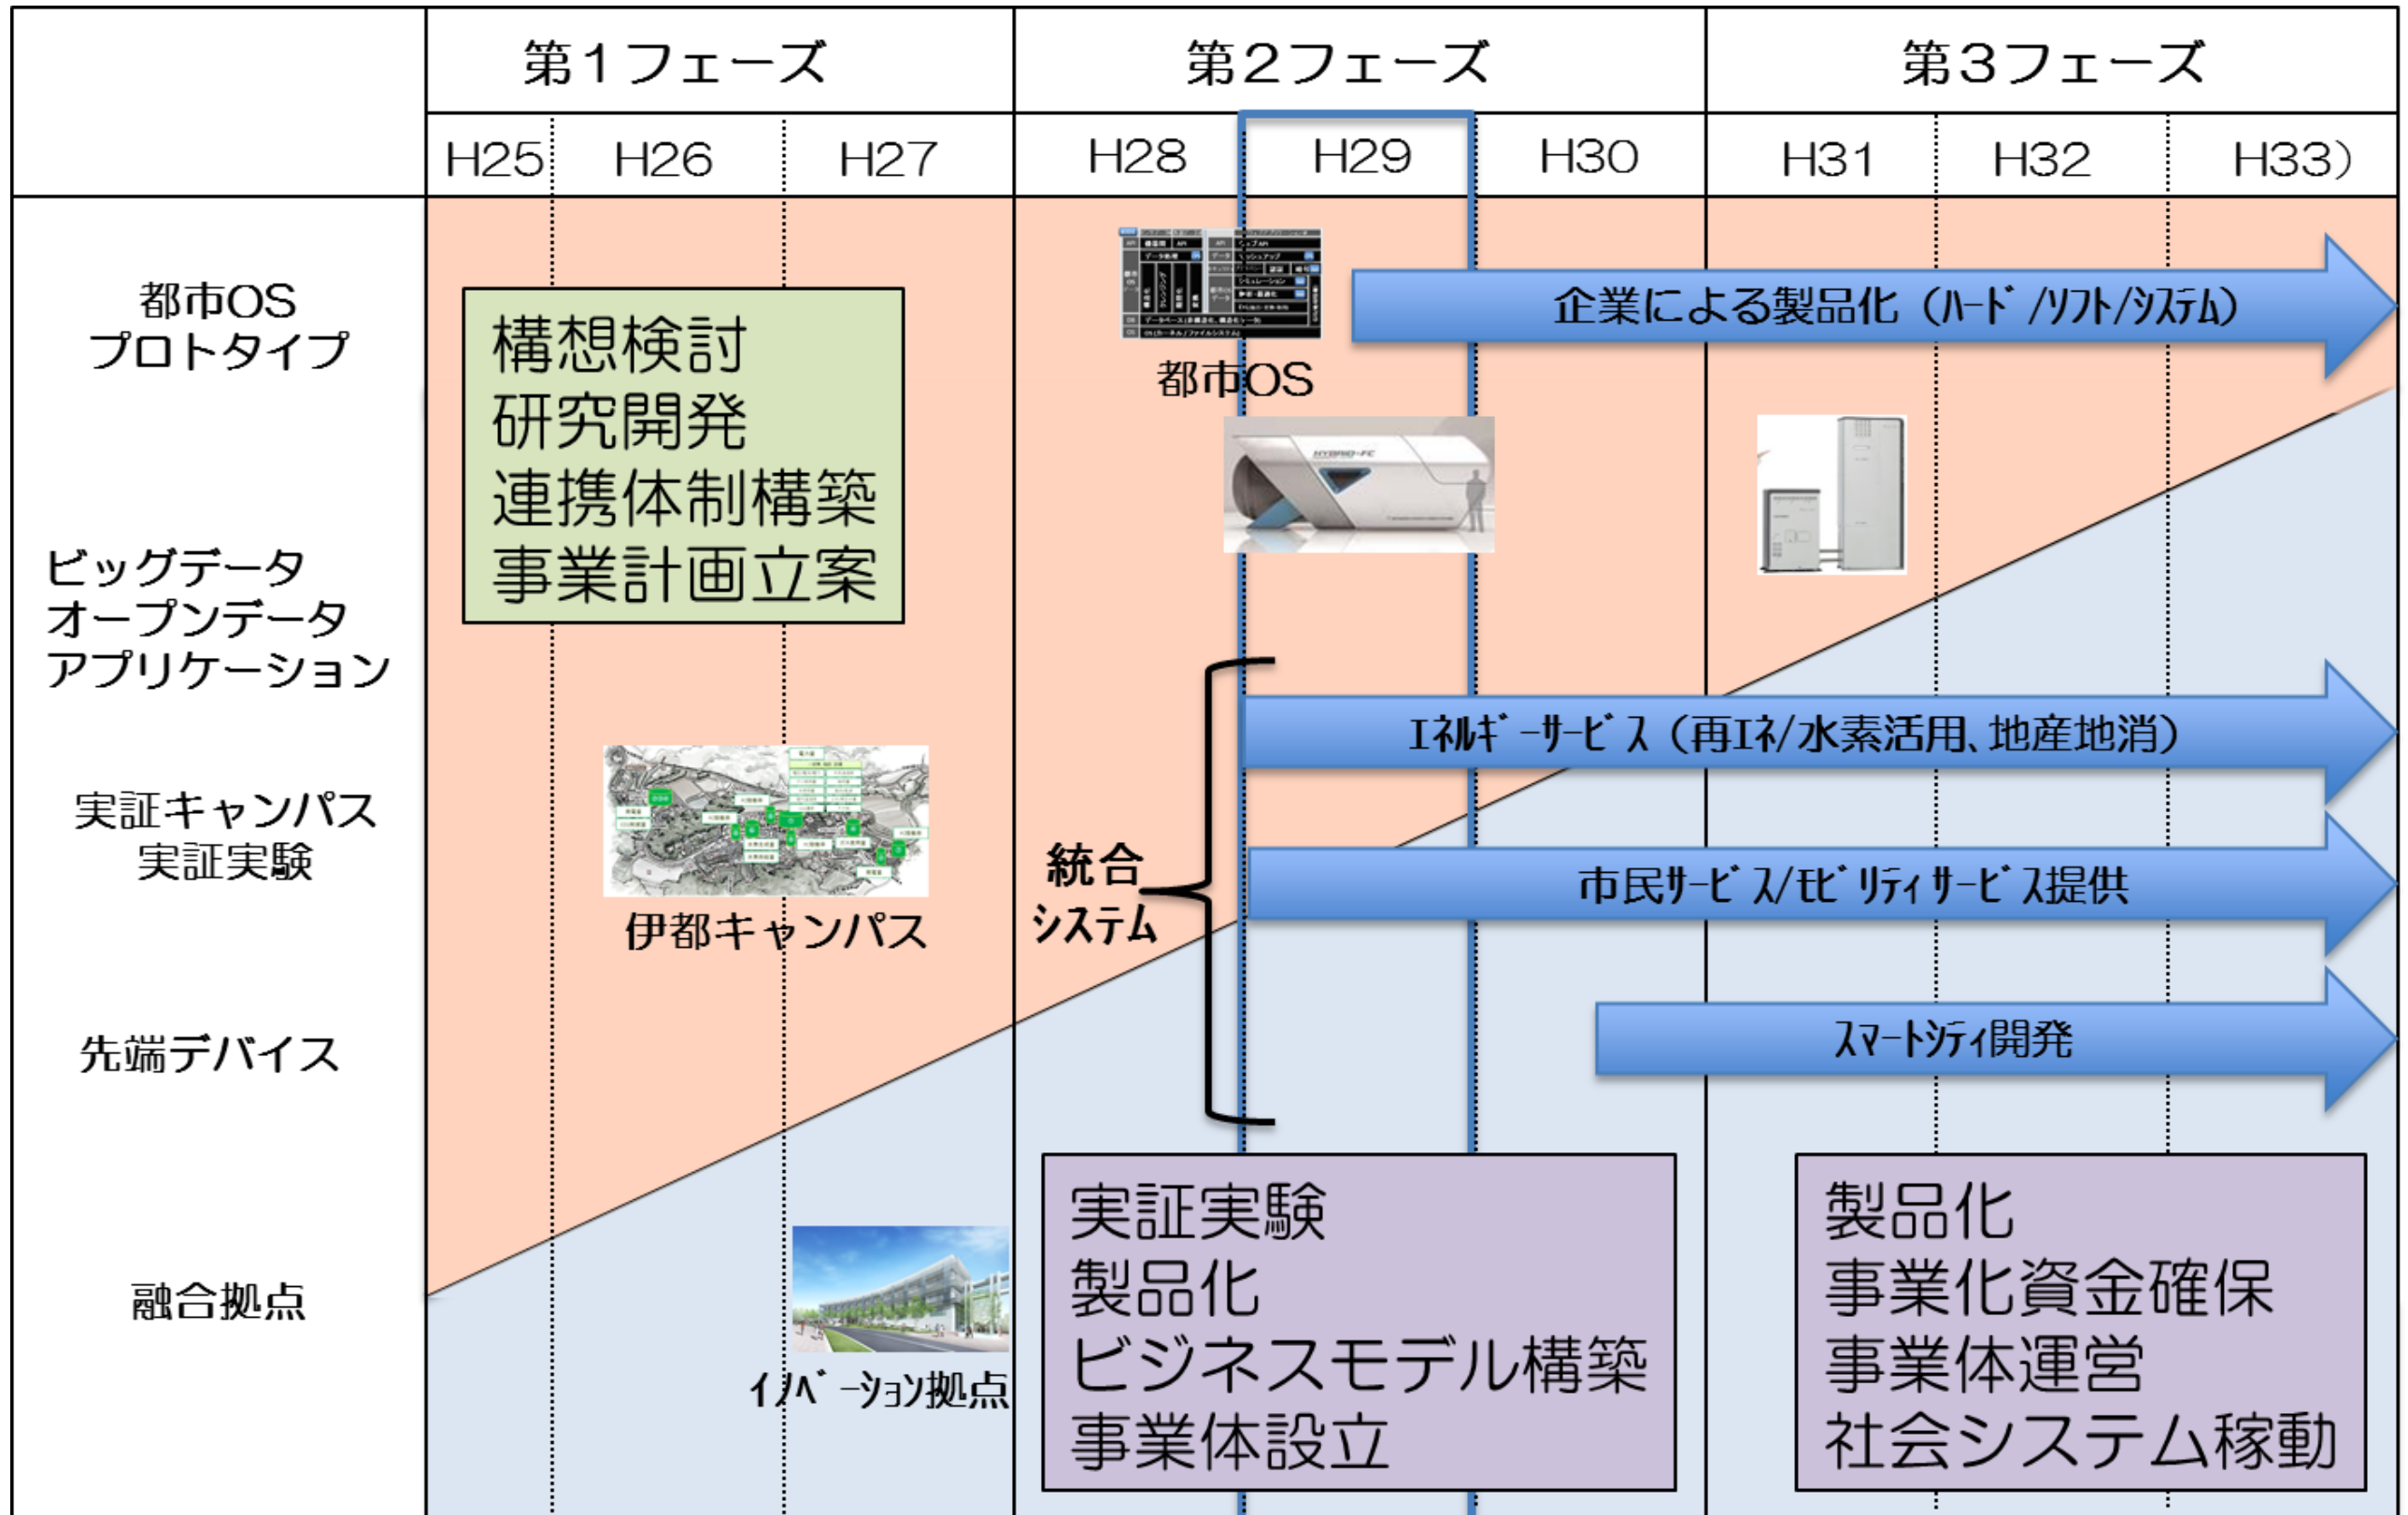 第１フェーズ
第２フェーズ
第３フェーズ
H25
H26
H27
H28
H29
H30
H31
H32
H33）
都市OS
プロトタイプ
ビッグデータ
オープンデータ
アプリケーション
実証キャンパス
実証実験
先端デバイス
融合拠点
構想検討
研究開発
連携体制構築
事業計画立案
伊都キャンパス
ｲﾉﾍﾞｰｼｮﾝ拠点
都市OS
HYBRID-FC
企業による製品化（ﾊｰﾄﾞ/ｿﾌﾄ/ｼｽﾃﾑ）
統合
ｼｽﾃﾑ
ｴﾈﾙｷﾞｰｻｰﾋﾞｽ（再ｴﾈ/水素活用、地産地消）
市民ｻｰﾋﾞｽ/ﾓﾋﾞﾘﾃｨｻｰﾋﾞｽ提供
ｽﾏｰﾄｼﾃｨ開発
実証実験
製品化
ビジネスモデル構築
事業体設立
製品化
事業化資金確保
事業体運営
社会システム稼動